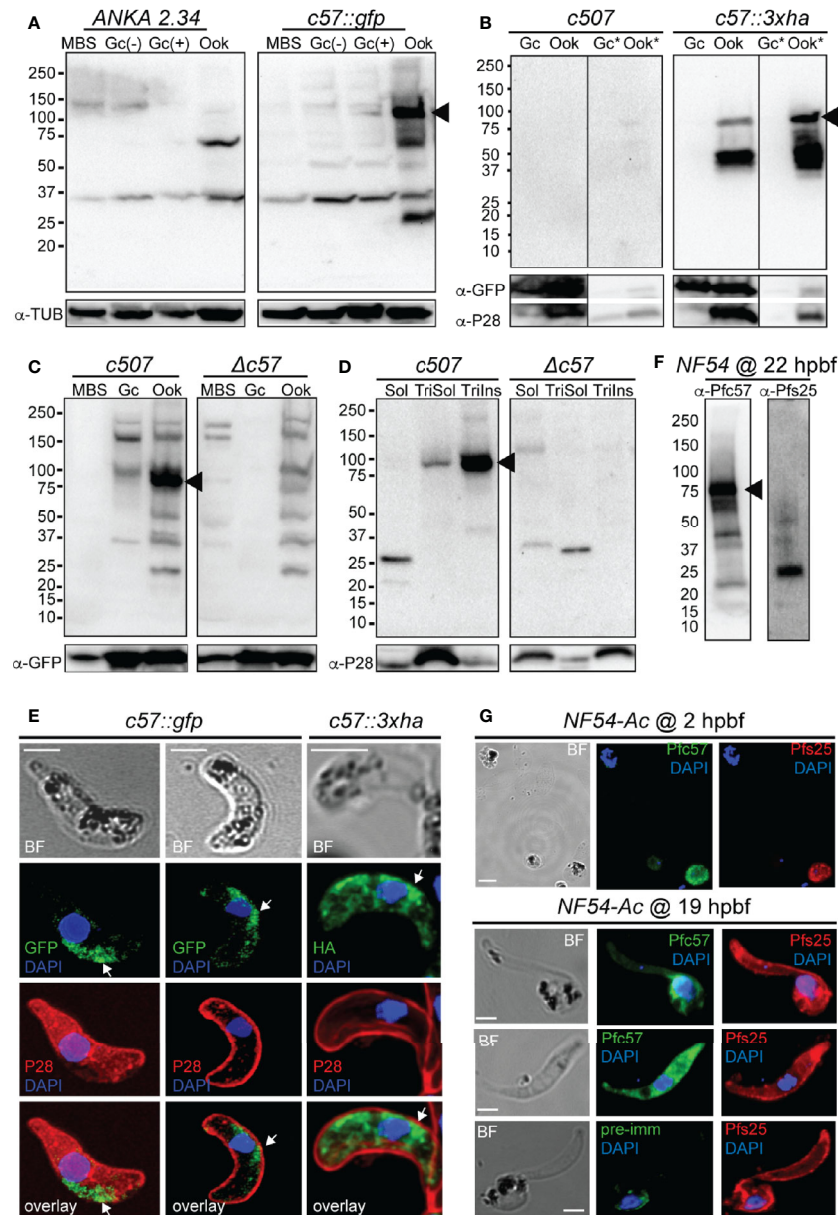 A
ANKA 2.34
c57::gfp
MBS Gc(-) Gc(+) Ook
MBS Gc(-) Gc(+) Ook
250
150
100
75
50
37
25
20
α-TUB
B
c507
c57::3xha
Gc Ook Gc* Ook*
Gc Ook Gc* Ook*
250
150
100
75
50
37
25
20
15
10
α-GFP
α-P28
C
c507
Δc57
MBS Gc Ook
MBS Gc Ook
250
150
100
75
50
37
25
20
15
10
α-GFP
D
c507
Δc57
Sol TriSol TriIns
Sol TriSol TriIns
250
150
100
75
50
37
25
20
15
10
α-P28
F
NF54 @ 22 hpbf
α-Pfc57
α-Pfs25
250
150
100
75
50
37
25
20
15
10
E
c57::gfp
c57::3xha
BF
BF
BF
GFP
DAPI
GFP
DAPI
HA
DAPI
P28
DAPI
P28
DAPI
P28
DAPI
overlay
overlay
overlay
G
NF54-Ac @ 2 hpbf
BF
Pfc57
DAPI
Pfs25
DAPI
NF54-Ac @ 19 hpbf
BF
Pfc57
DAPI
Pfs25
DAPI
BF
Pfc57
DAPI
Pfs25
DAPI
BF
pre-imm
DAPI
Pfs25
DAPI